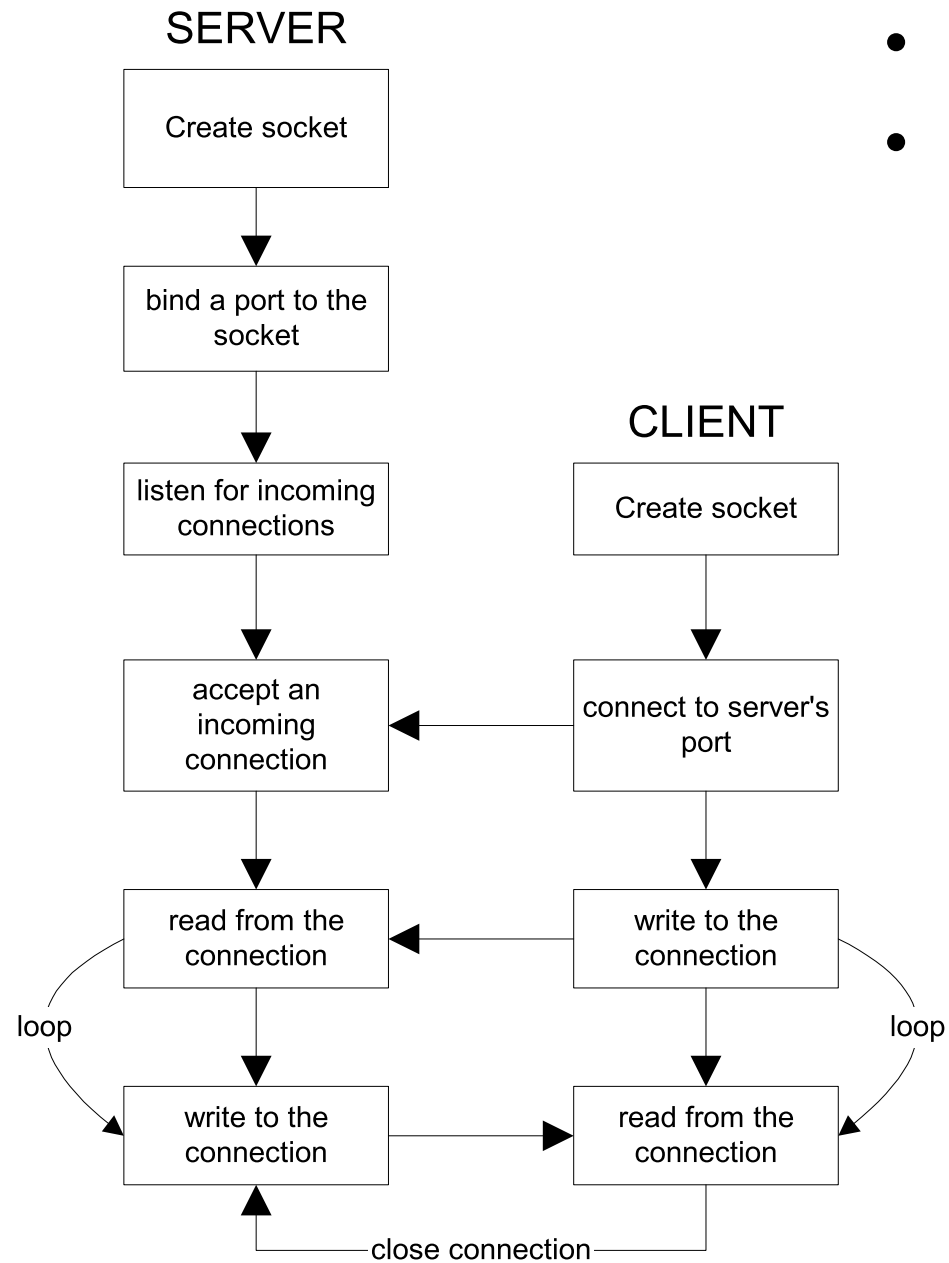 SERVER
Create socket
bind a port to the
socket
listen for incoming
connections
accept an
incoming
connection
read from the
connection
loop
write to the
connection
CLIENT
Create socket
connect to server's
port
write to the
connection
loop
read from the
connection
close connection